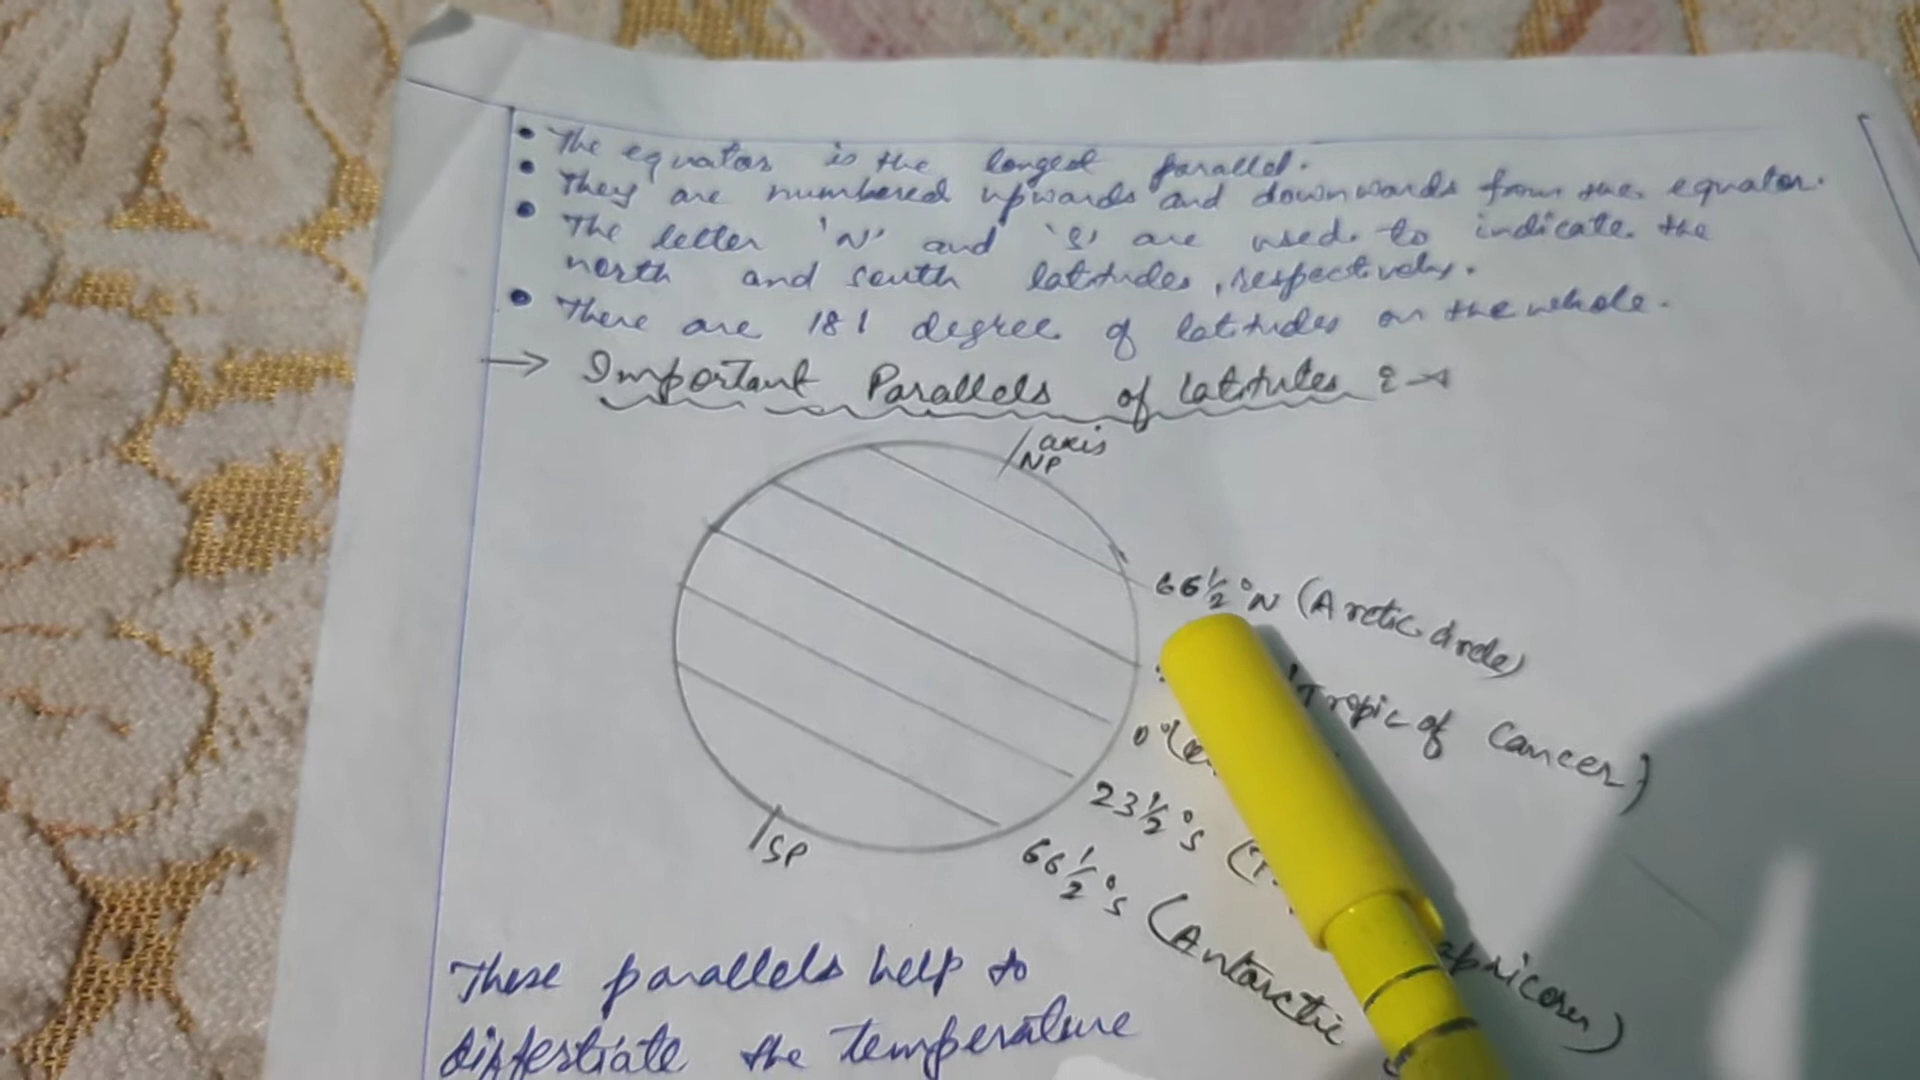 • The equator is the longest parallel.
• They are numbered upwards and downwards from the equator.
• The letter 'N' and 'S' are used to indicate the
north and south latitudes, respectively.
• There are 181 degree of latitudes on the whole.
→ Important Parallels of latitudes :→
axis
NP
66½°N (Arctic circle)
Tropic of Cancer)
0°(
23½°S (T
apricorn)
66½°S (Antarctic
SP
These parallels help to
differtiate the temperature